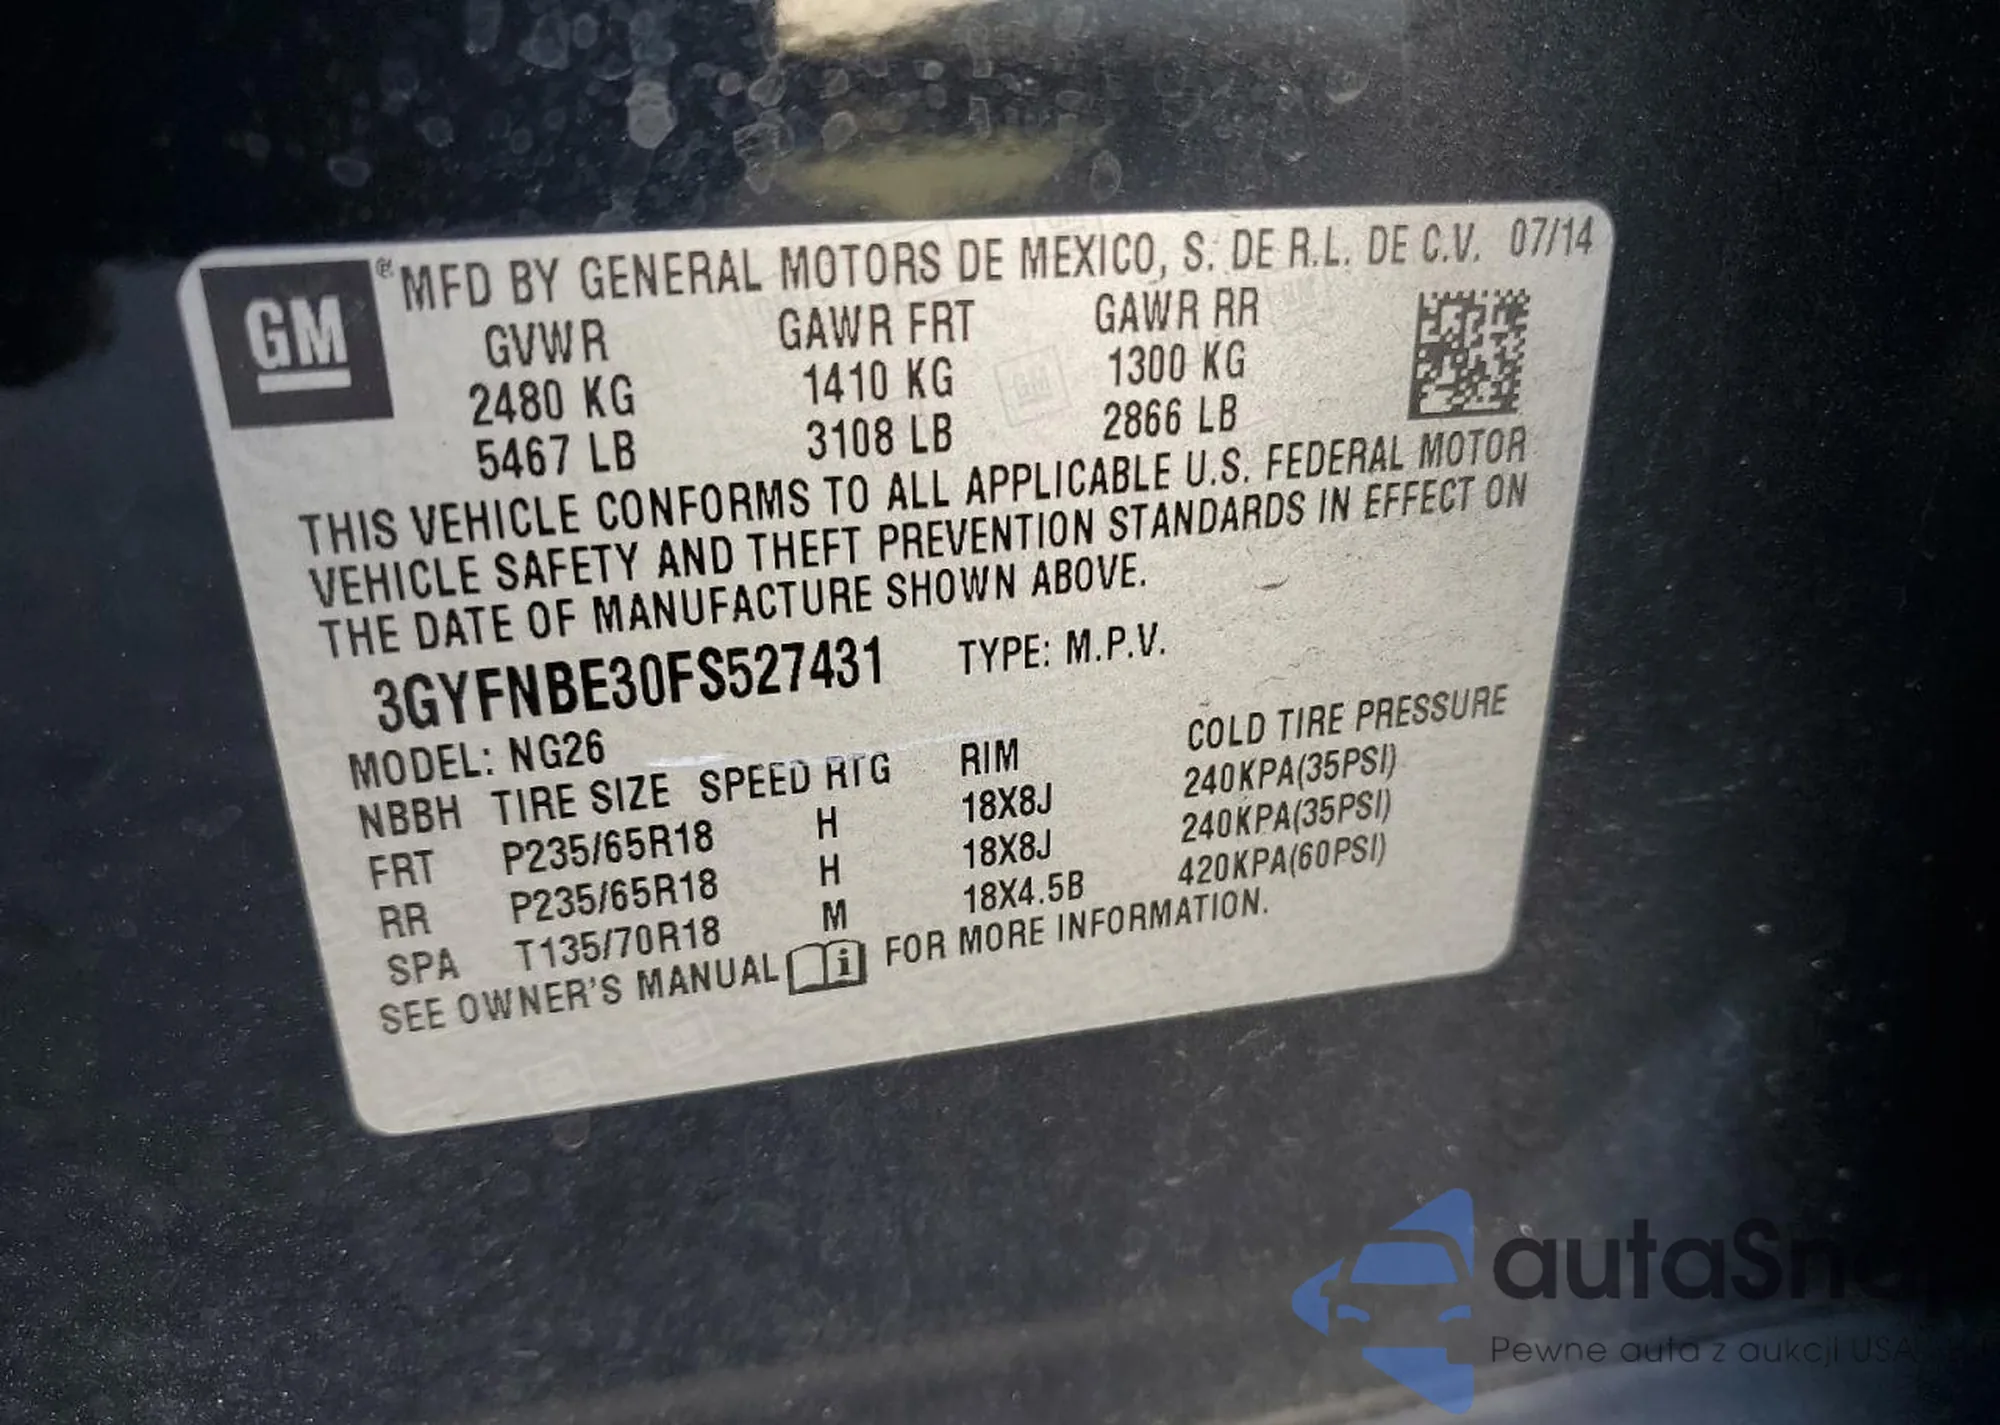 GM
® MFD BY GENERAL MOTORS DE MEXICO, S. DE R.L. DE C.V. 07/14
GVWR GAWR FRT GAWR RR
2480 KG 1410 KG 1300 KG
5467 LB 3108 LB 2866 LB
THIS VEHICLE CONFORMS TO ALL APPLICABLE U.S. FEDERAL MOTOR
VEHICLE SAFETY AND THEFT PREVENTION STANDARDS IN EFFECT ON
THE DATE OF MANUFACTURE SHOWN ABOVE.
3GYFNBE30FS527431 TYPE: M.P.V.
MODEL: NG26
NBBH TIRE SIZE SPEED RTG RIM COLD TIRE PRESSURE
FRT P235/65R18 H 18X8J 240KPA(35PSI)
RR P235/65R18 H 18X8J 240KPA(35PSI)
SPA T135/70R18 M 18X4.5B 420KPA(60PSI)
SEE OWNER'S MANUAL i FOR MORE INFORMATION.
Pewne auta z aukcji USA